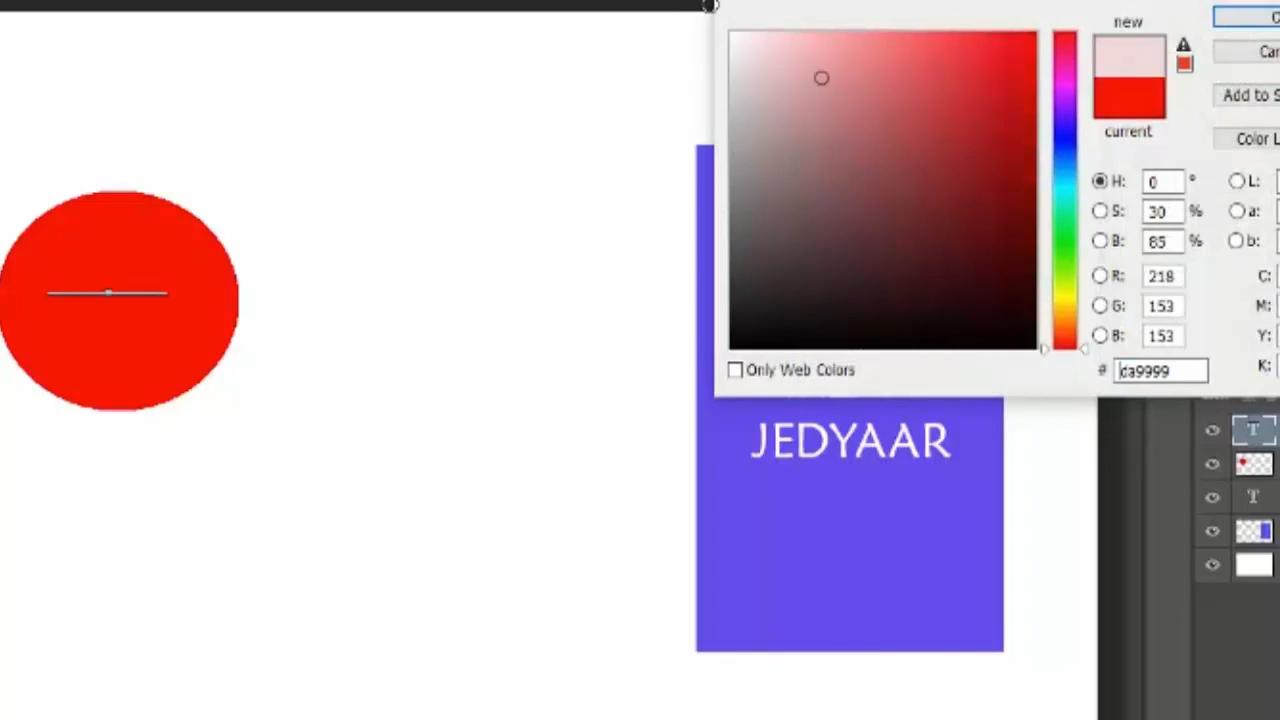 new
current
Add to S
Color L
H: 0 °
L:
S: 30 %
a:
B: 85 %
b:
R: 218
C:
G: 153
M:
B: 153
Y:
Only Web Colors
# da9999
K:
JEDYAAR
T
T